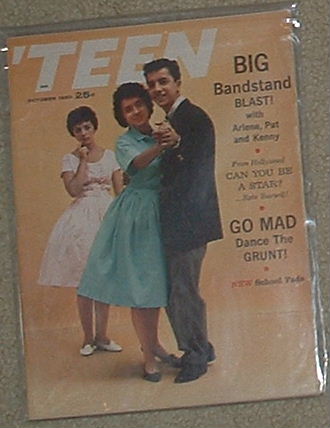 'TEEN
OCTOBER 1960 25¢
BIG
Bandstand
BLAST!
with
Arlene, Pat
and Kenny
From Hollywood
CAN YOU BE
A STAR?
GO MAD
Dance The
GRUNT!
NEW School Fads